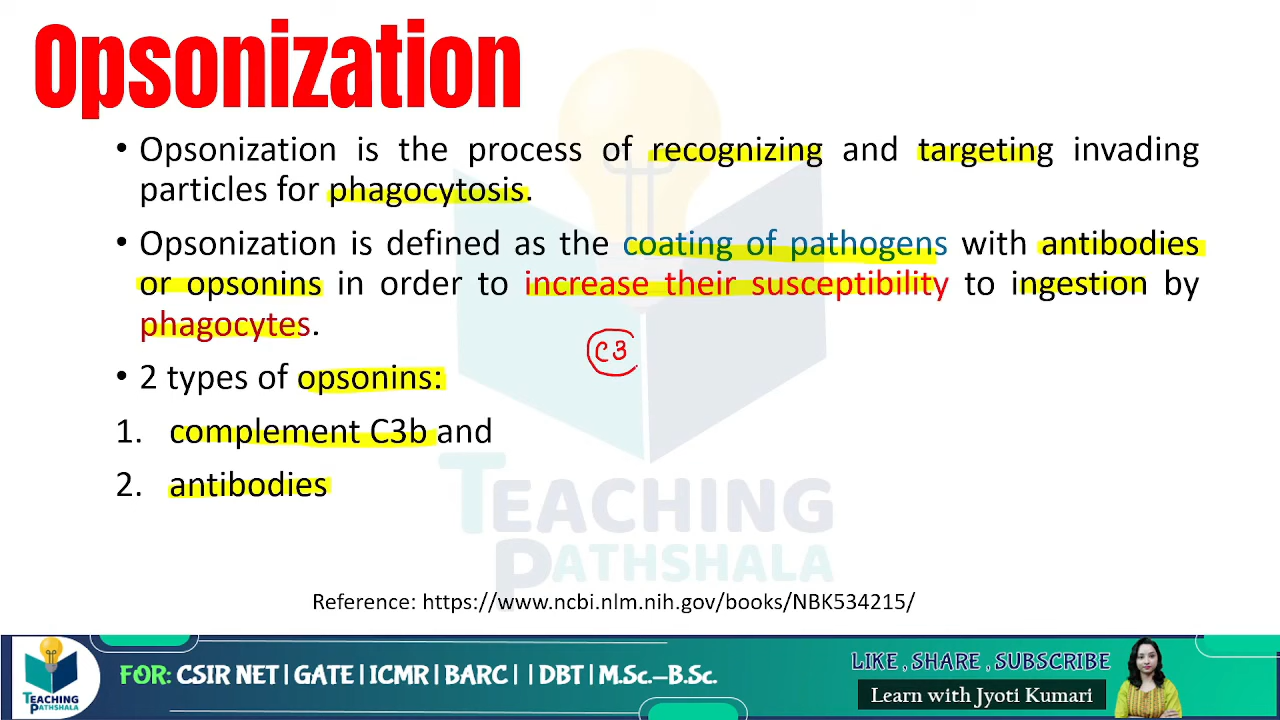 Opsonization
• Opsonization is the process of recognizing and targeting invading
particles for phagocytosis.
• Opsonization is defined as the coating of pathogens with antibodies
or opsonins in order to increase their susceptibility to ingestion by
phagocytes.
C3
• 2 types of opsonins:
1. complement C3b and
2. antibodies
TEACHING
PATHSHALA
Reference: https://www.ncbi.nlm.nih.gov/books/NBK534215/
TEACHING
PATHSHALA
FOR: CSIR NET | GATE | ICMR | BARC | | DBT | M.Sc.-B.Sc.
LIKE , SHARE , SUBSCRIBE
Learn with Jyoti Kumari